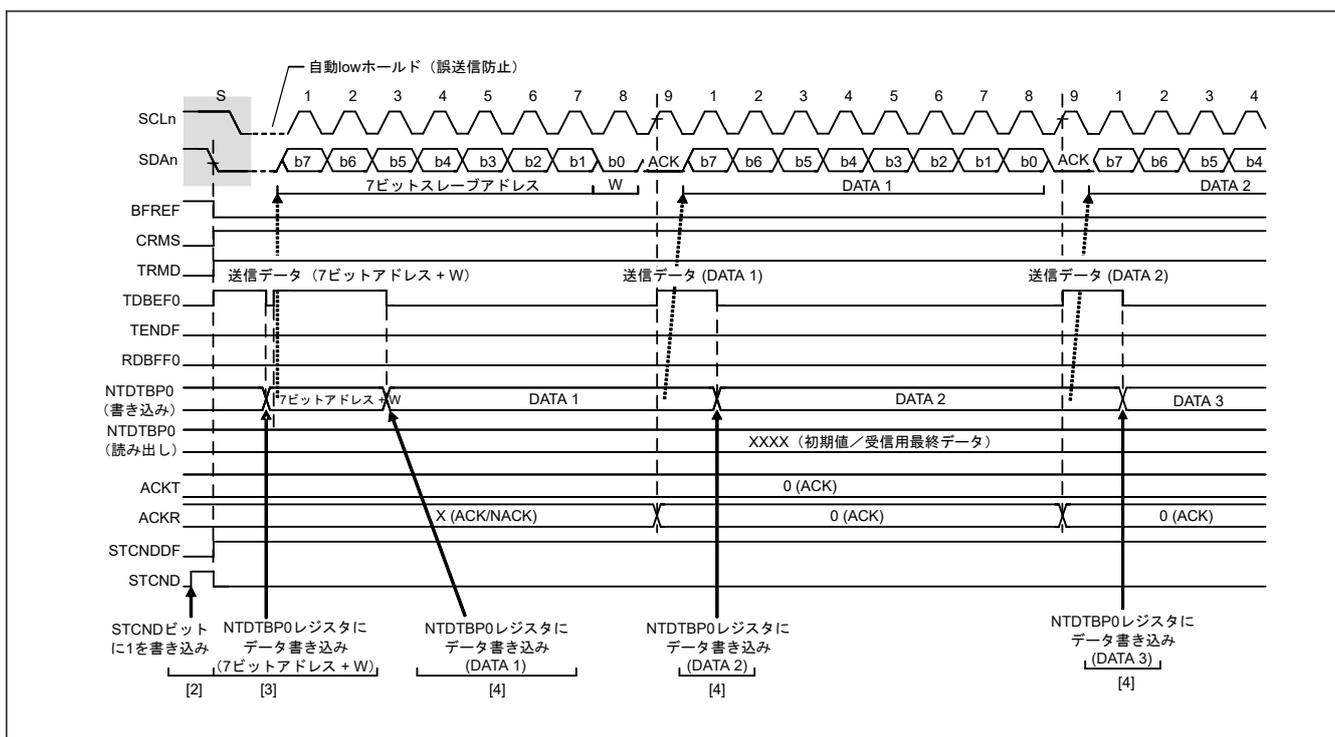 自動lowホールド（誤送信防止）
S 1 2 3 4 5 6 7 8 9 1 2 3 4 5 6 7 8 9 1 2 3 4
SCLn
SDAn b7 b6 b5 b4 b3 b2 b1 b0 ACK b7 b6 b5 b4 b3 b2 b1 b0 ACK b7 b6 b5 b4
7ビットスレーブアドレス W DATA 1 DATA 2
BFREF
CRMS
TRMD
送信データ（7ビットアドレス + W） 送信データ (DATA 1) 送信データ (DATA 2)
TDBEF0
TENDF
RDBFF0
NTDTBP0
（書き込み） 7ビットアドレス + W DATA 1 DATA 2 DATA 3
NTDTBP0
（読み出し） XXXX（初期値／受信用最終データ）
ACKT 0 (ACK)
ACKR X (ACK/NACK) 0 (ACK) 0 (ACK)
STCNDDF
STCND
STCNDビット
に1を書き込み
[2]
NTDTBP0レジスタに
データ書き込み
（7ビットアドレス + W）
[3]
NTDTBP0レジスタに
データ書き込み
(DATA 1)
[4]
NTDTBP0レジスタに
データ書き込み
(DATA 2)
[4]
NTDTBP0レジスタに
データ書き込み
(DATA 3)
[4]